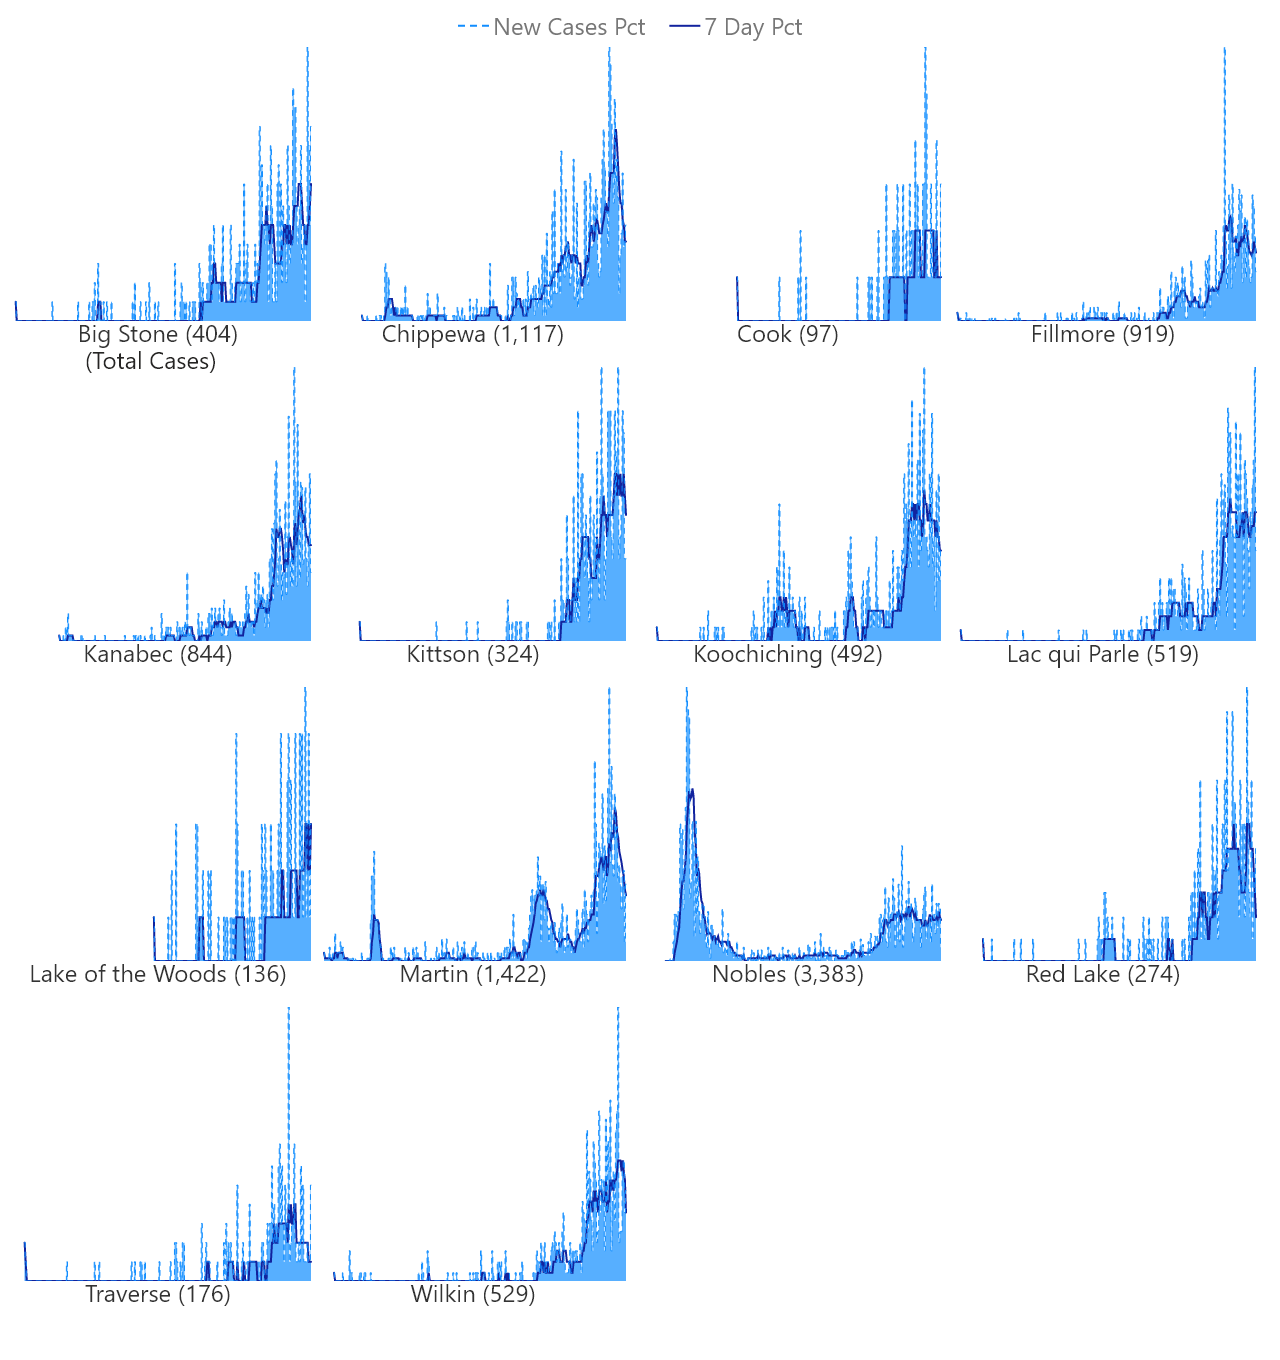 New Cases Pct 7 Day Pct
Big Stone (404)
(Total Cases)
Chippewa (1,117)
Cook (97)
Fillmore (919)
Kanabec (844)
Kittson (324)
Koochiching (492)
Lac qui Parle (519)
Lake of the Woods (136)
Martin (1,422)
Nobles (3,383)
Red Lake (274)
Traverse (176)
Wilkin (529)